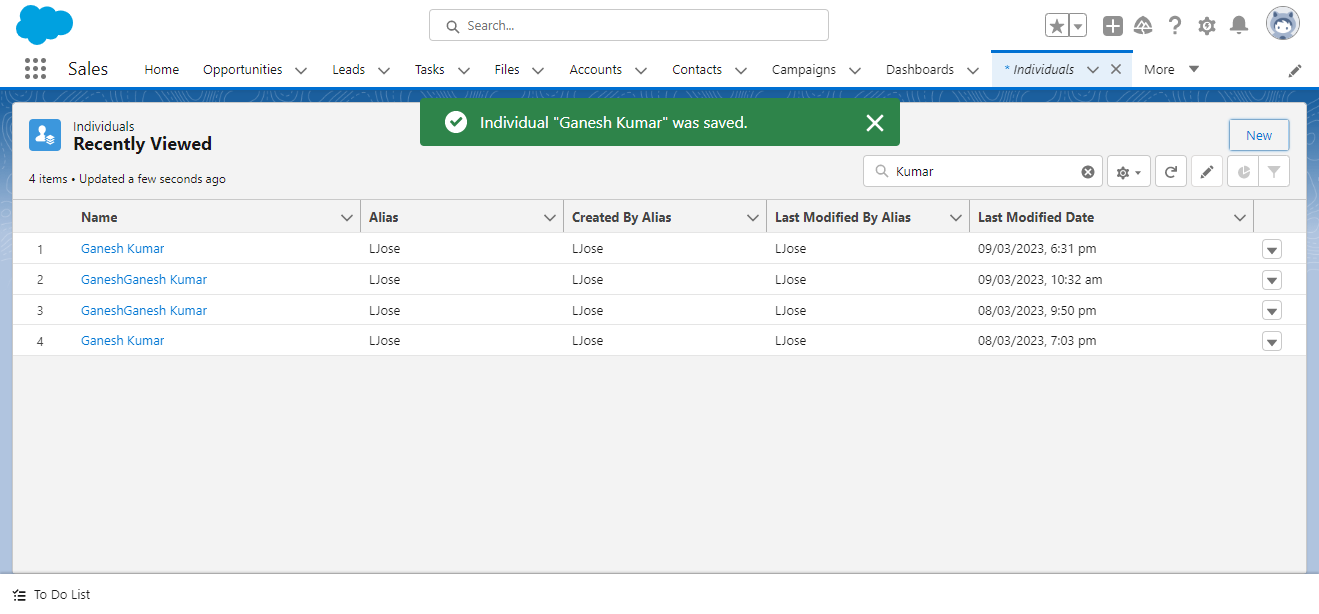 Search...
Sales Home Opportunities Leads Tasks Files Accounts Contacts Campaigns Dashboards * Individuals More
Individual "Ganesh Kumar" was saved.
Individuals
Recently Viewed
New
4 items • Updated a few seconds ago
Kumar
Name Alias Created By Alias Last Modified By Alias Last Modified Date
1 Ganesh Kumar LJose LJose LJose 09/03/2023, 6:31 pm
2 GaneshGanesh Kumar LJose LJose LJose 09/03/2023, 10:32 am
3 GaneshGanesh Kumar LJose LJose LJose 08/03/2023, 9:50 pm
4 Ganesh Kumar LJose LJose LJose 08/03/2023, 7:03 pm
To Do List